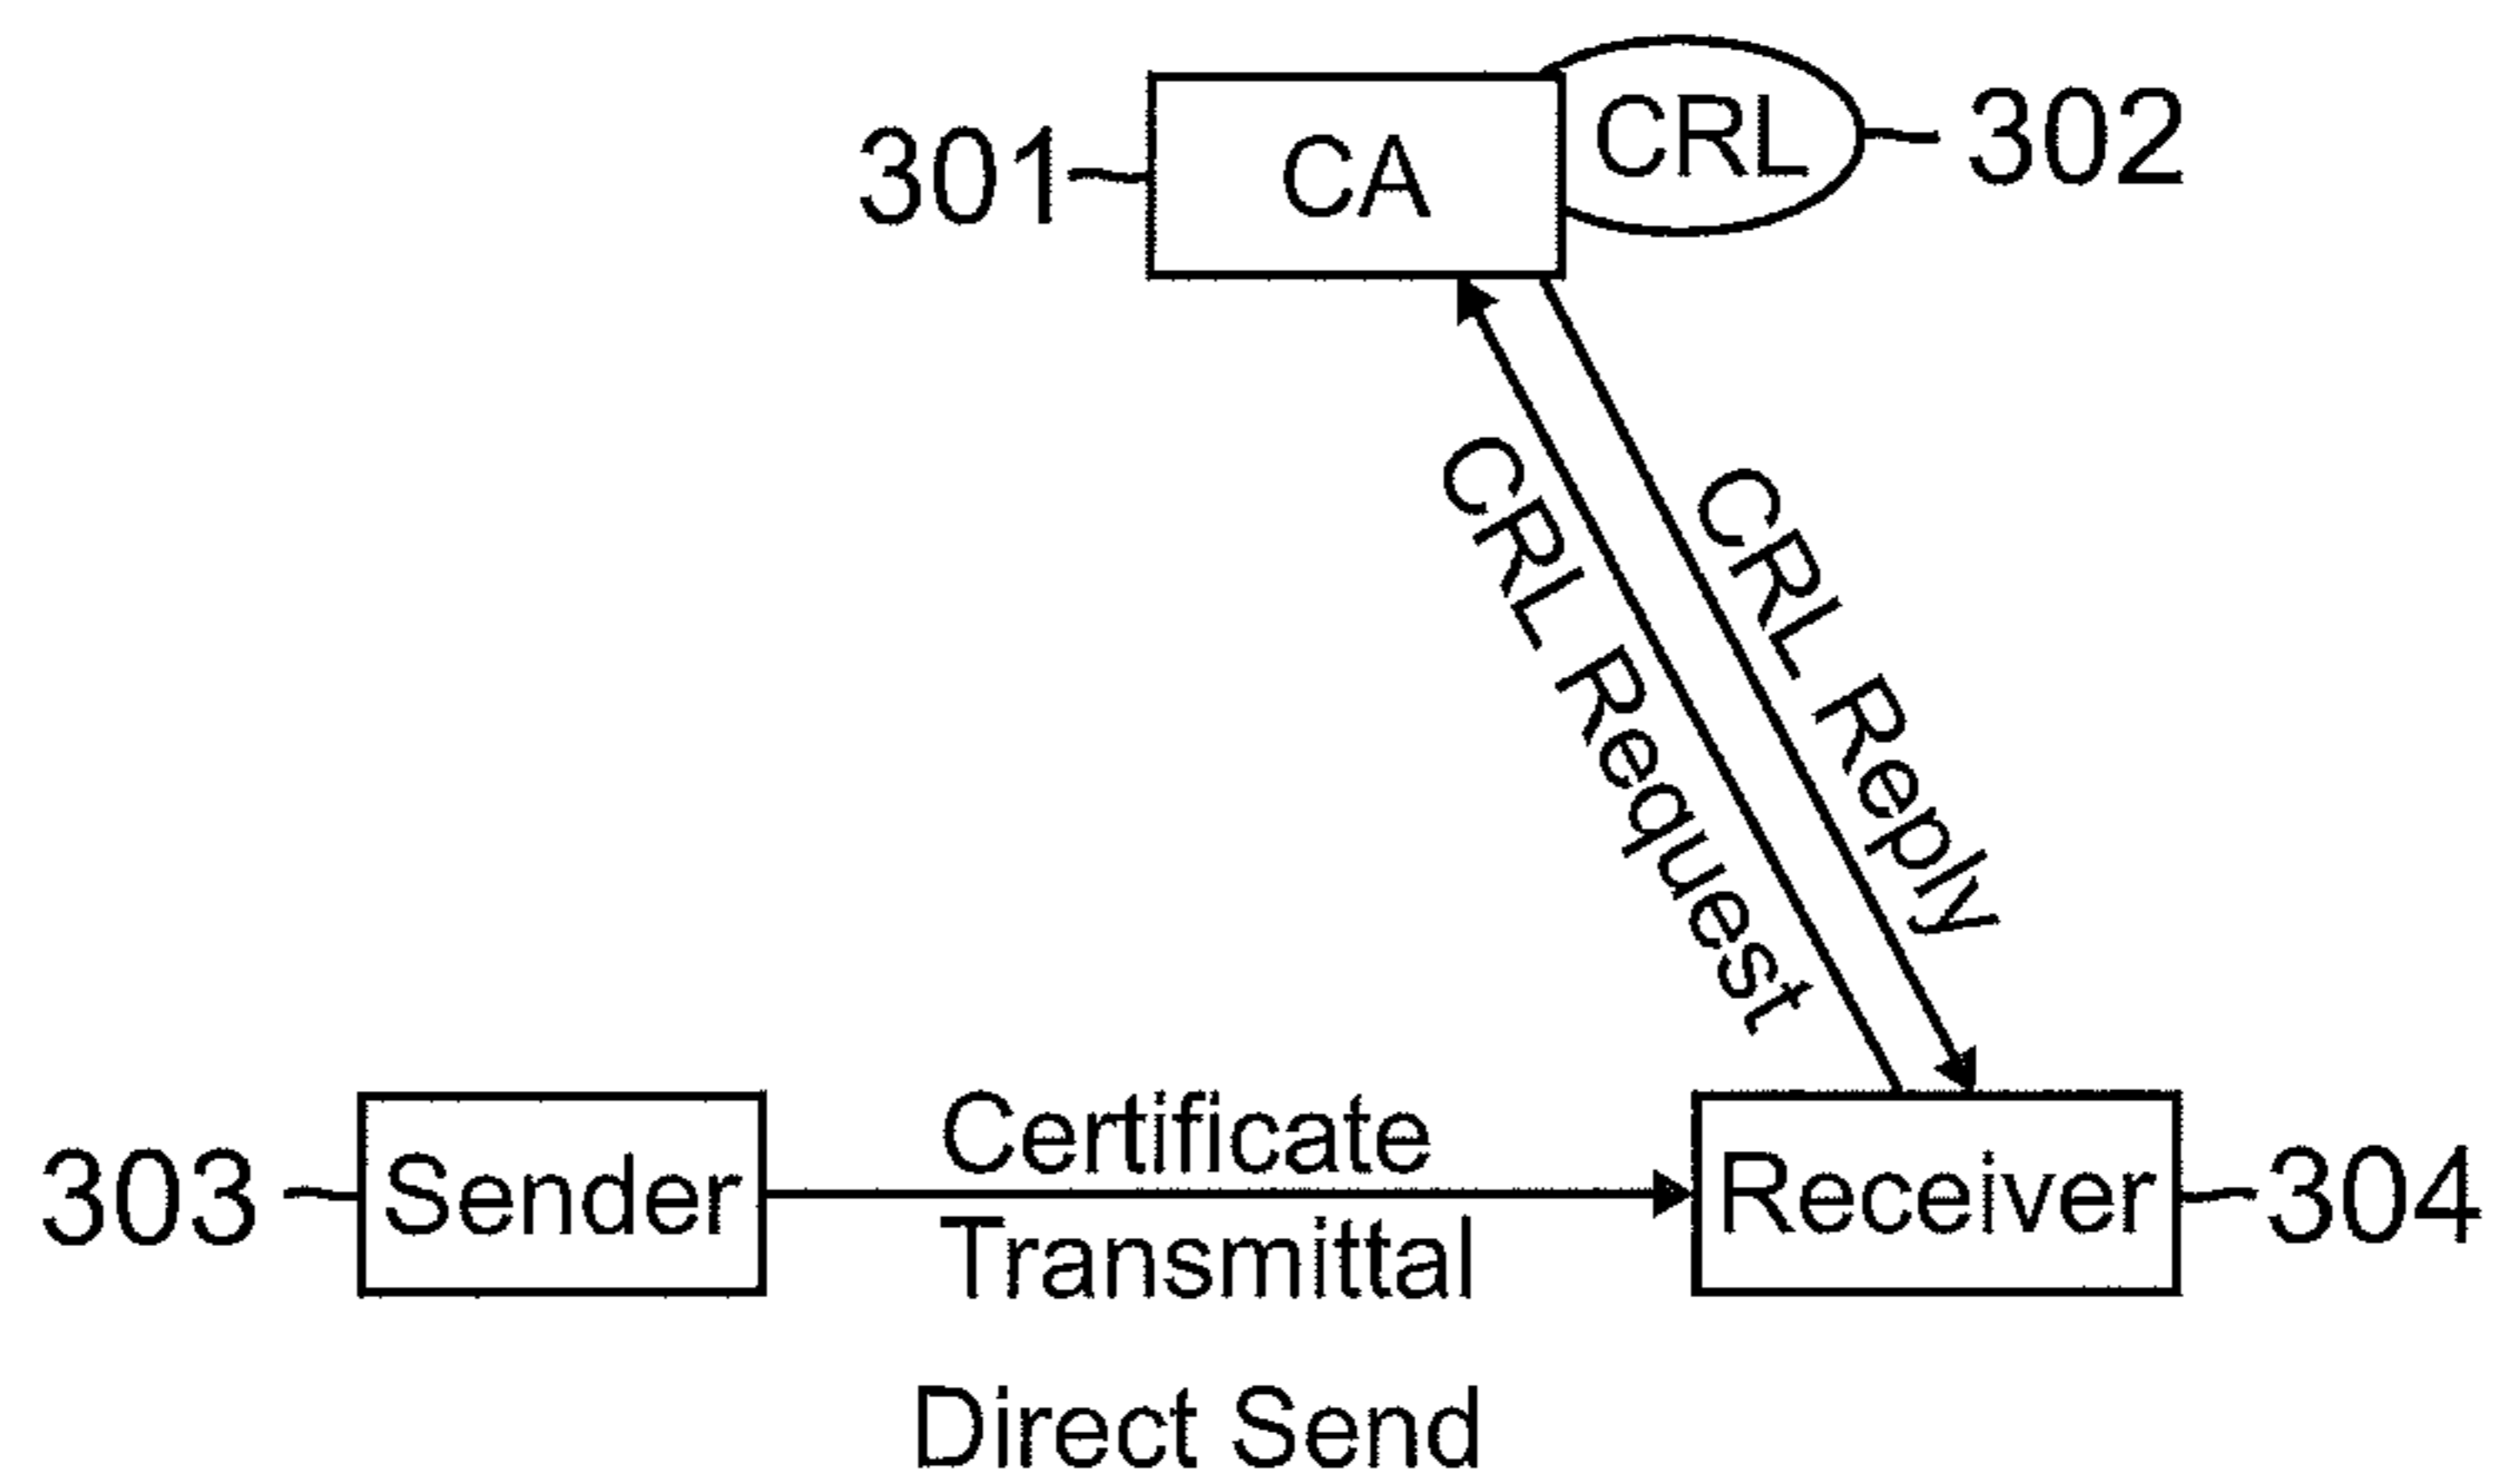 301
CA
CRL
302
CRL Request
CRL Reply
303
Sender
Certificate
Transmittal
Receiver
304
Direct Send